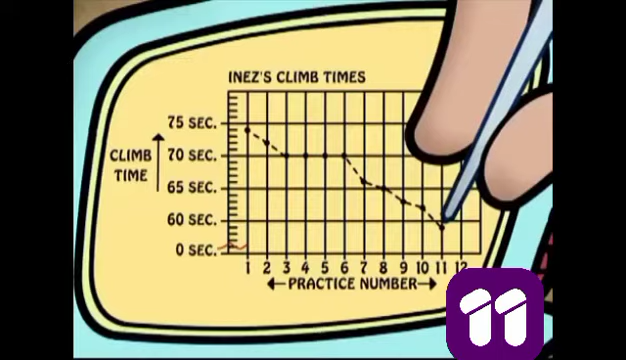 INEZ'S CLIMB TIMES
75 SEC.
70 SEC.
65 SEC.
60 SEC.
0 SEC.
CLIMB
TIME
1 2 3 4 5 6 7 8 9 10 11 12
PRACTICE NUMBER
11